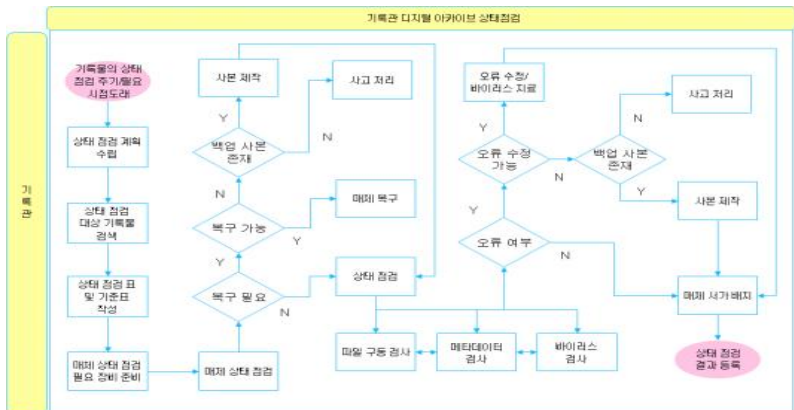 기록관 디지털 아카이브 상태점검
기록관
기록물의 상태
점검 주기/필요
시점도래
상태 점검 계획
수립
상태 점검
대상 기록물
검색
상태 점검 표
및 기준표
작성
매체 상태 점검
필요 장비 준비
매체 상태 점검
복구 필요
Y
N
복구 가능
N
Y
백업 사본
존재
Y
N
사본 제작
사고 처리
매체 복구
상태 점검
파일 구동 검사
메타데이터
검사
바이러스
검사
오류 여부
Y
N
오류 수정
가능
Y
N
오류 수정/
바이러스 치료
백업 사본
존재
N
Y
사고 처리
사본 제작
매체 서가 배치
상태 점검
결과 등록